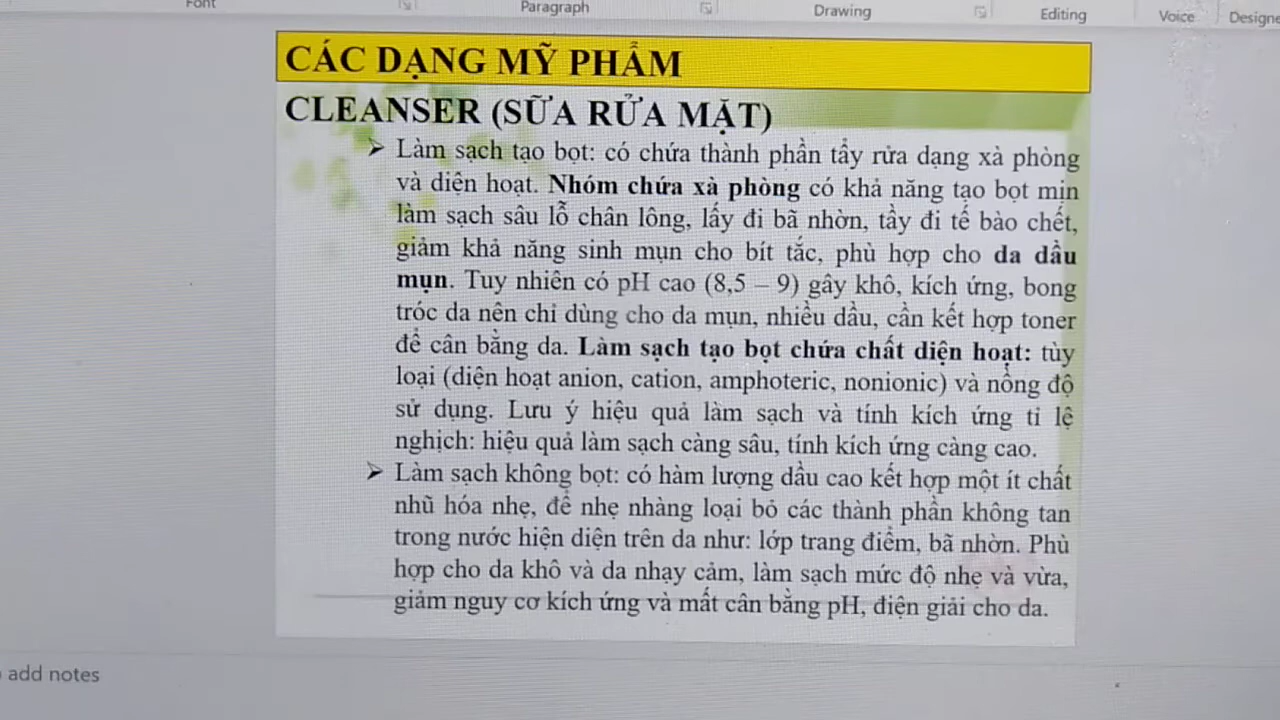 Font
Paragraph
Drawing
Editing
Voice
Designe
CÁC DẠNG MỸ PHẨM
CLEANSER (SỮA RỬA MẶT)
➤ Làm sạch tạo bọt: có chứa thành phần tẩy rửa dạng xà phòng
và diện hoạt. Nhóm chứa xà phòng có khả năng tạo bọt mịn
làm sạch sâu lỗ chân lông, lấy đi bã nhờn, tầy đi tế bào chết,
giảm khả năng sinh mụn cho bít tắc, phù hợp cho da dầu
mụn. Tuy nhiên có pH cao (8,5 – 9) gây khô, kích ứng, bong
tróc da nên chỉ dùng cho da mụn, nhiều dầu, cần kết hợp toner
để cân bằng da. Làm sạch tạo bọt chứa chất diện hoạt: tùy
loại (diện hoạt anion, cation, amphoteric, nonionic) và nồng độ
sử dụng. Lưu ý hiệu quả làm sạch và tính kích ứng tỉ lệ
nghịch: hiệu quả làm sạch càng sâu, tính kích ứng càng cao.
➤ Làm sạch không bọt: có hàm lượng dầu cao kết hợp một ít chất
nhũ hóa nhẹ, để nhẹ nhàng loại bỏ các thành phần không tan
trong nước hiện diện trên da như: lớp trang điểm, bã nhờn. Phù
hợp cho da khô và da nhạy cảm, làm sạch mức độ nhẹ và vừa,
giảm nguy cơ kích ứng và mất cân bằng pH, điện giải cho da.
add notes